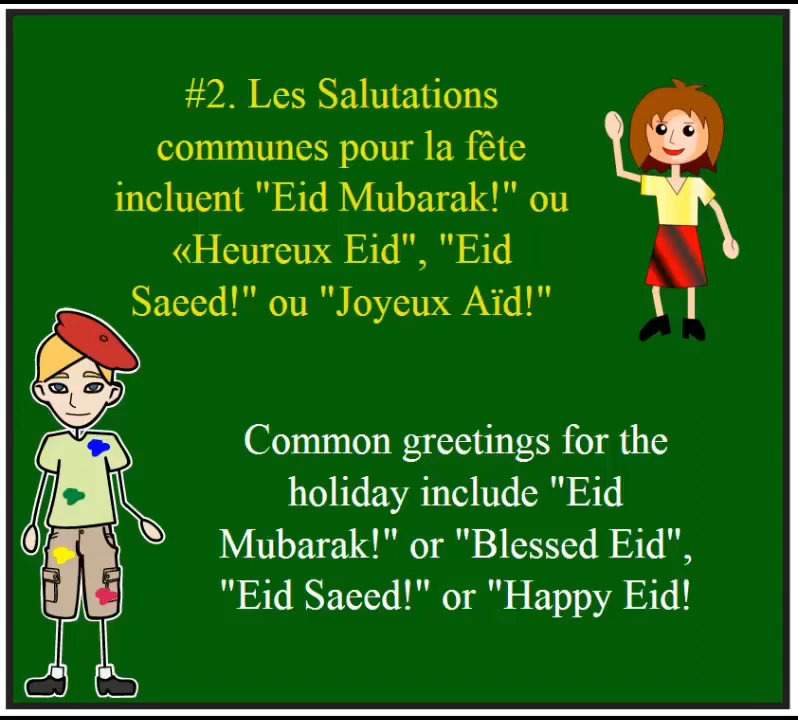 #2. Les Salutations
communes pour la fête
incluent "Eid Mubarak!" ou
«Heureux Eid", "Eid
Saeed!" ou "Joyeux Aïd!"
Common greetings for the
holiday include "Eid
Mubarak!" or "Blessed Eid",
"Eid Saeed!" or "Happy Eid!